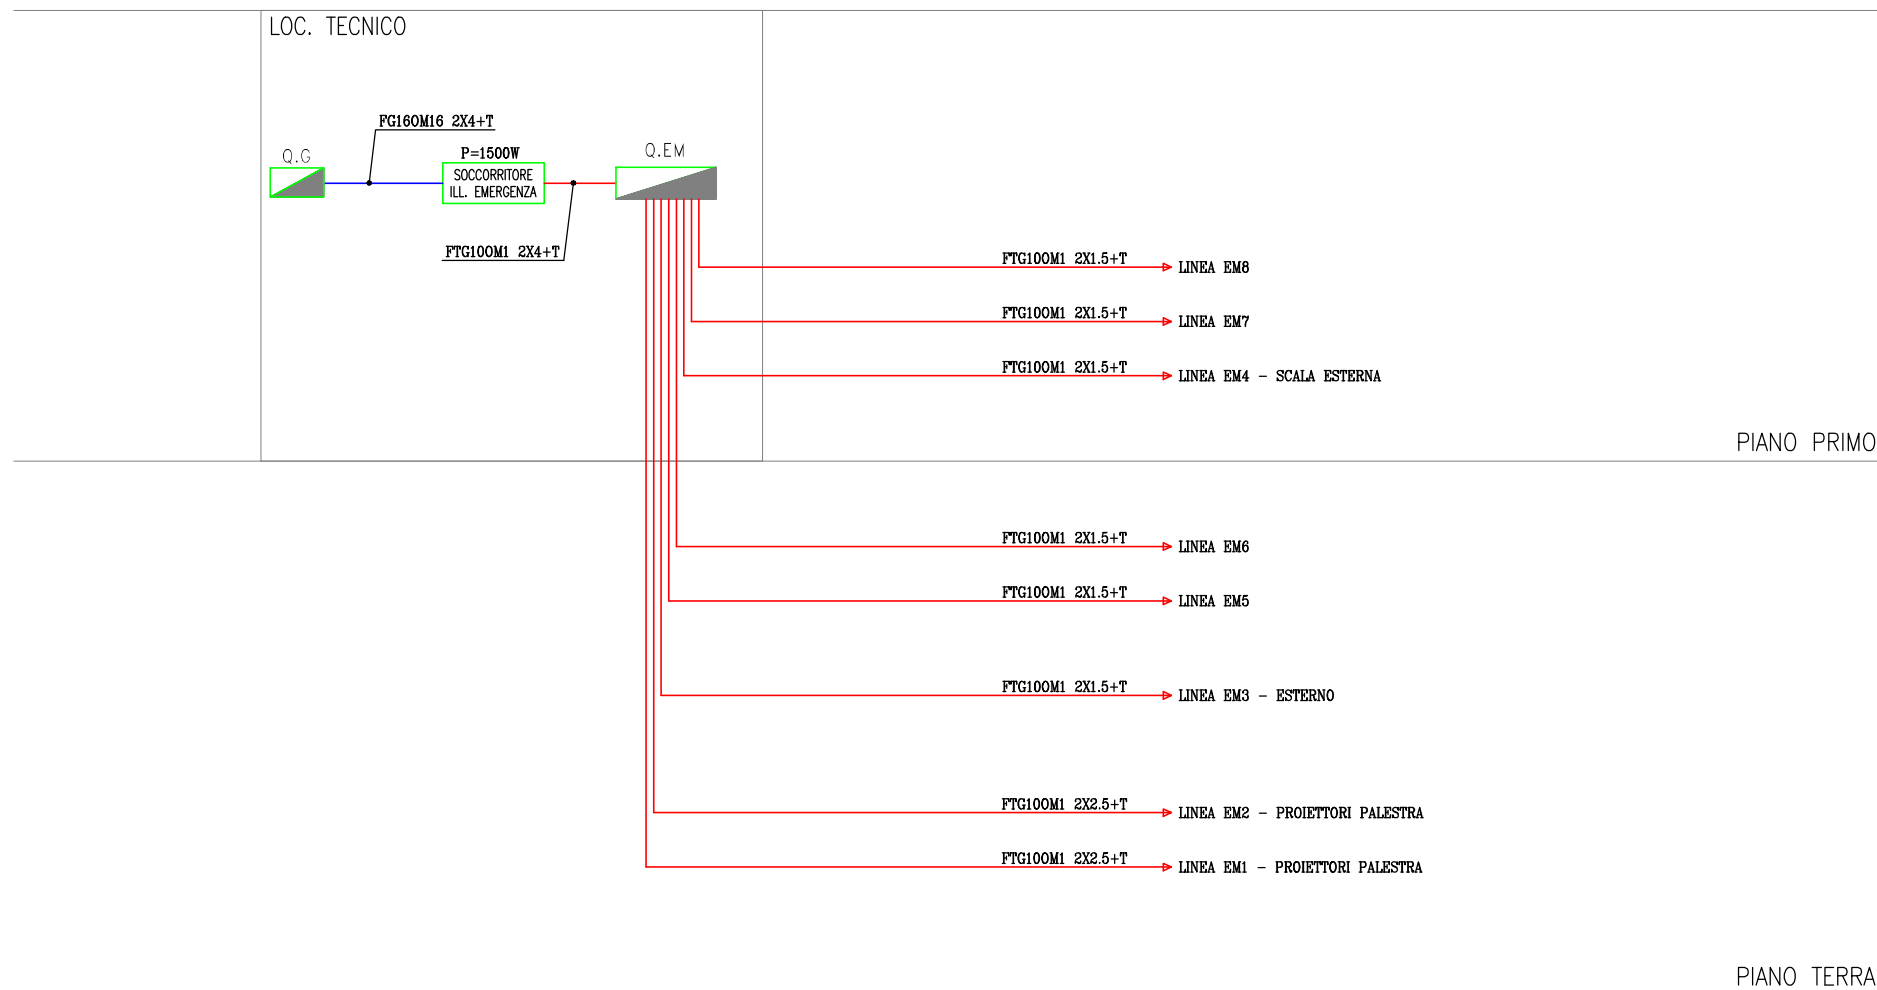 LOC. TECNICO
FG16OM16 2X4+T
Q.G
P=1500W
SOCCORRITORE
ILL. EMERGENZA
Q.EM
FTG10OM1 2X4+T
FTG10OM1 2X1.5+T
LINEA EM8
FTG10OM1 2X1.5+T
LINEA EM7
FTG10OM1 2X1.5+T
LINEA EM4 - SCALA ESTERNA
PIANO PRIMO
FTG10OM1 2X1.5+T
LINEA EM6
FTG10OM1 2X1.5+T
LINEA EM5
FTG10OM1 2X1.5+T
LINEA EM3 - ESTERNO
FTG10OM1 2X2.5+T
LINEA EM2 - PROIETTORI PALESTRA
FTG10OM1 2X2.5+T
LINEA EM1 - PROIETTORI PALESTRA
PIANO TERRA